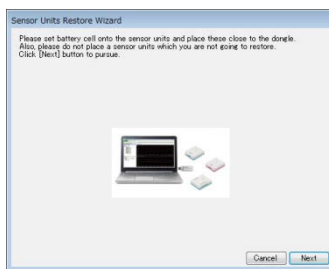 Sensor Units Restore Wizard
Please set battery cell onto the sensor units and place these close to the dongle.
Also, please do not place a sensor units which you are not going to restore.
Click [Next] button to pursue.
Cancel Next